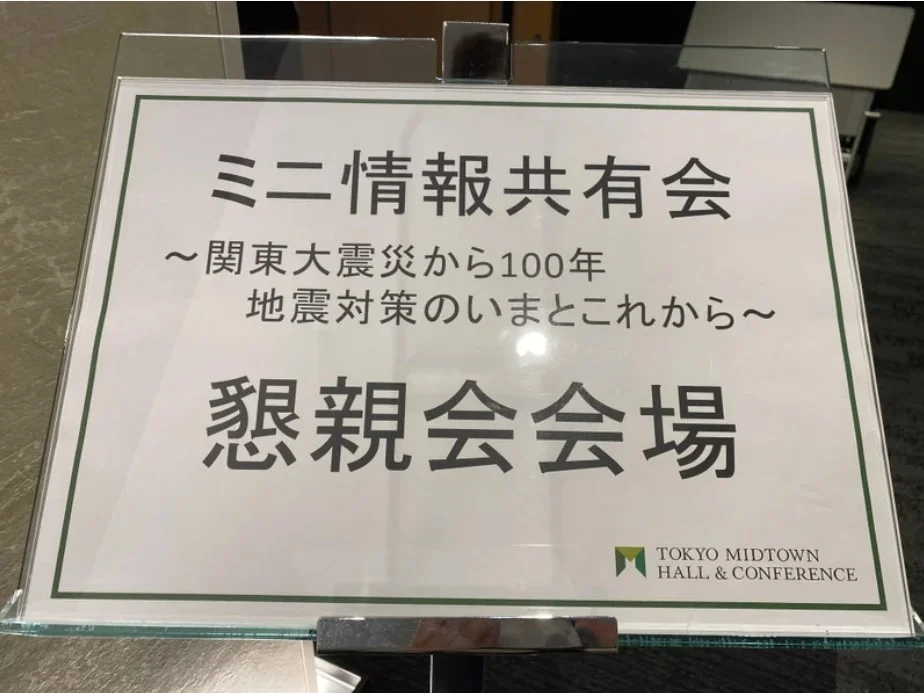 ミニ情報共有会
～関東大震災から100年
地震対策のいまとこれから～
懇親会会場
TOKYO MIDTOWN
HALL & CONFERENCE